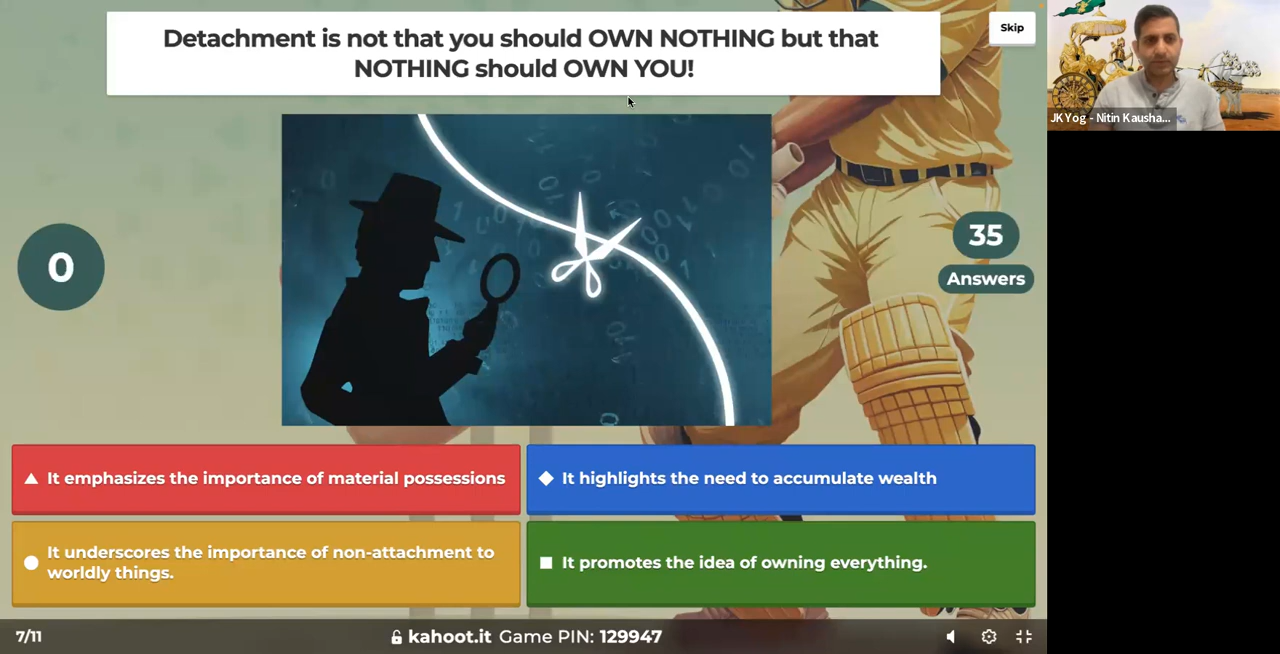 Detachment is not that you should OWN NOTHING but that
NOTHING should OWN YOU!
Skip
JKYog - Nitin Kausha...
0
35
Answers
It emphasizes the importance of material possessions
It highlights the need to accumulate wealth
It underscores the importance of non-attachment to
worldly things.
It promotes the idea of owning everything.
7/11
kahoot.it Game PIN: 129947